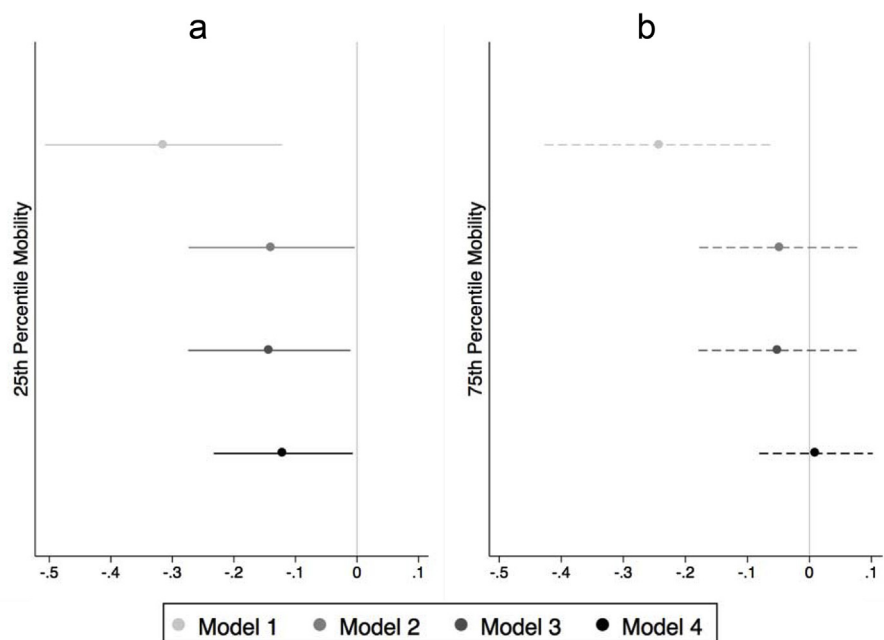 a
b
25th Percentile Mobility
75th Percentile Mobility
-.5 -.4 -.3 -.2 -.1 0 .1
-.5 -.4 -.3 -.2 -.1 0 .1
Model 1 Model 2 Model 3 Model 4